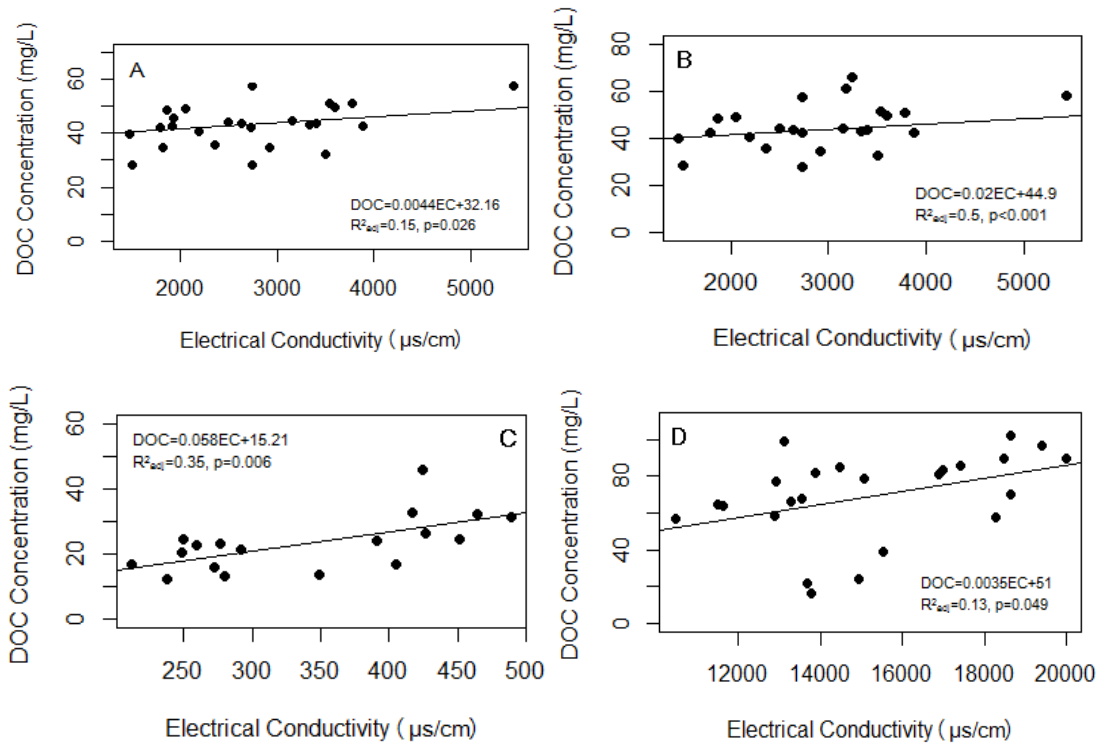 A
DOC Concentration (mg/L)
0 20 40 60
DOC=0.0044EC+32.16
R²adj=0.15, p=0.026
2000 3000 4000 5000
Electrical Conductivity ( µs/cm)
B
DOC Concentration (mg/L)
0 20 40 60 80
DOC=0.02EC+44.9
R²adj=0.5, p<0.001
2000 3000 4000 5000
Electrical Conductivity ( µs/cm)
C
DOC Concentration (mg/L)
0 20 40 60
DOC=0.058EC+15.21
R²adj=0.35, p=0.006
250 300 350 400 450 500
Electrical Conductivity ( µs/cm)
D
DOC Concentration (mg/L)
0 40 80
DOC=0.0035EC+51
R²adj=0.13, p=0.049
12000 14000 16000 18000 20000
Electrical Conductivity ( µs/cm)